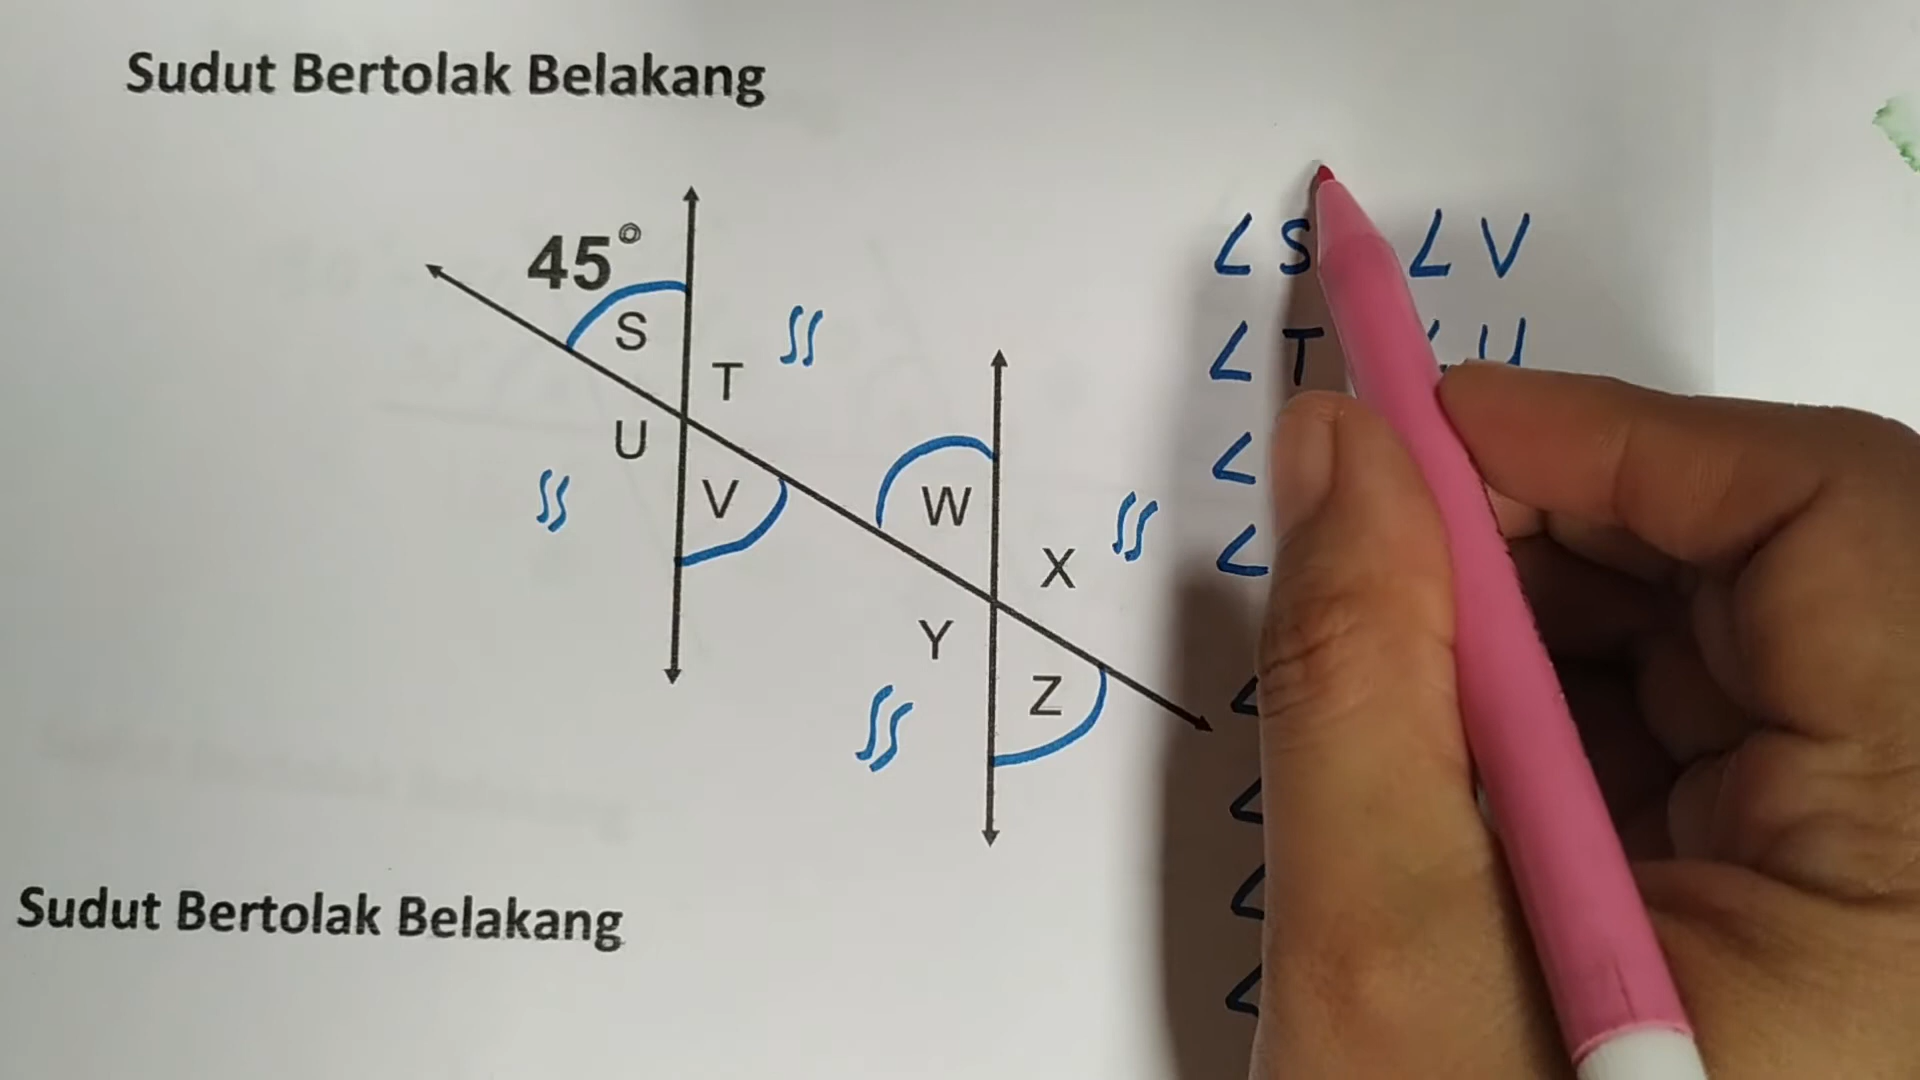 Sudut Bertolak Belakang
45°
S
T
U
V
W
X
Y
Z
∠ S ∠ V
∠ T ∠ U
∠
∠
∠
∠
∠
∠
Sudut Bertolak Belakang